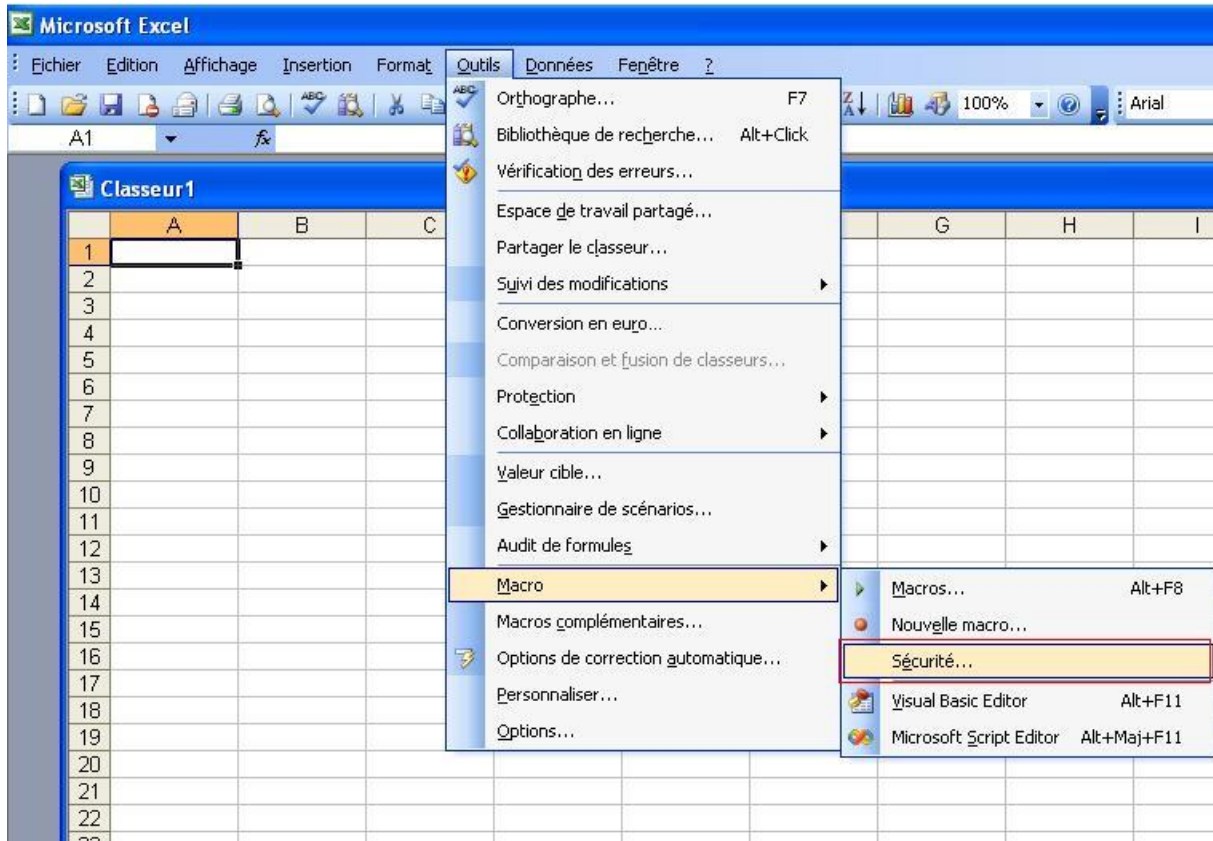 Microsoft Excel
Fichier Edition Affichage Insertion Format Outils Données Fenêtre ?
100% Arial
A1 fx
Classeur1
A B C G H I
1
2
3
4
5
6
7
8
9
10
11
12
13
14
15
16
17
18
19
20
21
22
Orthographe... F7
Bibliothèque de recherche... Alt+Click
Vérification des erreurs...
Espace de travail partagé...
Partager le classeur...
Suivi des modifications
Conversion en euro...
Comparaison et fusion de classeurs...
Protection
Collaboration en ligne
Valeur cible...
Gestionnaire de scénarios...
Audit de formules
Macro
Macros complémentaires...
Options de correction automatique...
Personnaliser...
Options...
Macros... Alt+F8
Nouvelle macro...
Sécurité...
Visual Basic Editor Alt+F11
Microsoft Script Editor Alt+Maj+F11